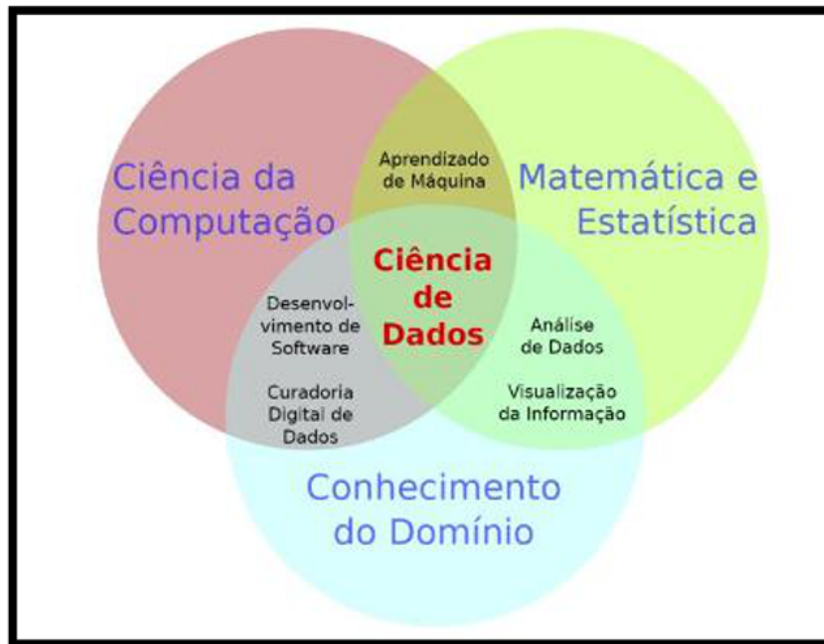 Ciência da
Computação
Aprendizado
de Máquina
Matemática e
Estatística
Ciência
de
Dados
Desenvol-
vimento de
Software
Curadoria
Digital de
Dados
Análise
de Dados
Visualização
da Informação
Conhecimento
do Domínio